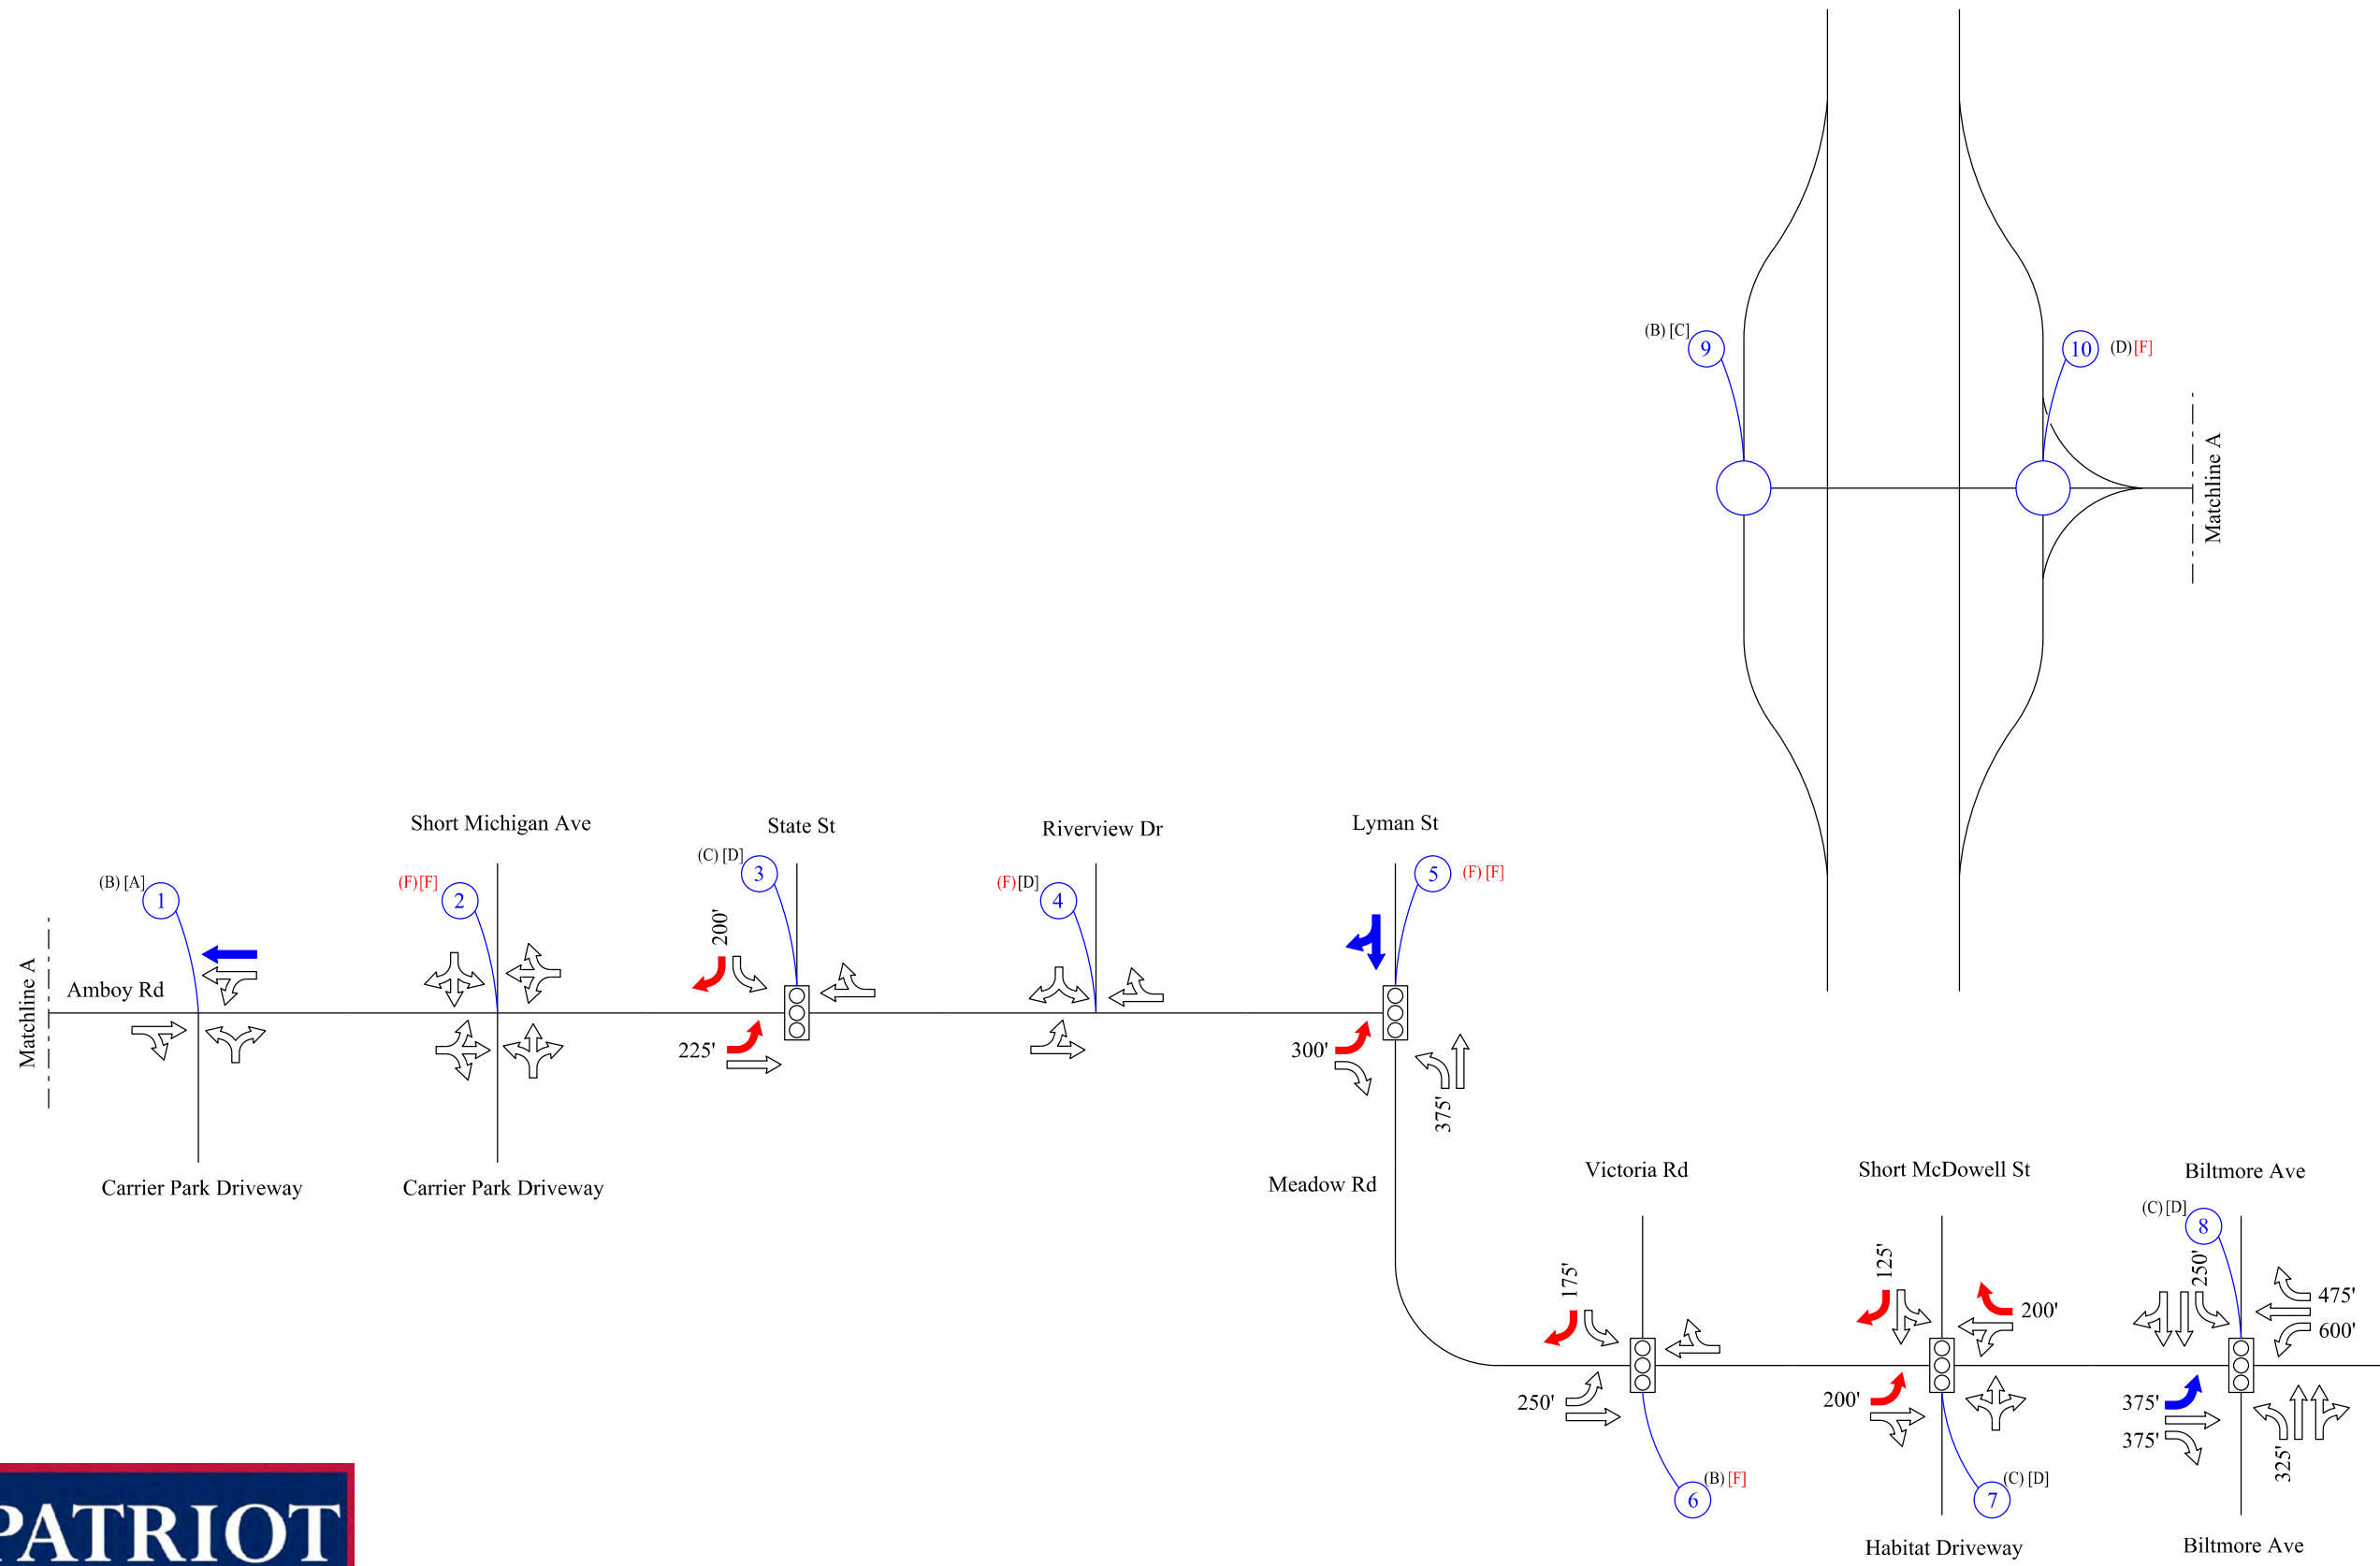 (B) [C]
9
10
(D) [F]
Matchline A
Short Michigan Ave
State St
Riverview Dr
Lyman St
(B) [A]
1
(F) [F]
2
(C) [D]
3
(F) [D]
4
5
(F) [F]
200'
Matchline A
Amboy Rd
225'
300'
375'
Carrier Park Driveway
Carrier Park Driveway
Meadow Rd
Victoria Rd
Short McDowell St
Biltmore Ave
(C) [D]
8
175'
125'
250'
200'
475'
600'
250'
200'
375'
375'
325'
(B) [F]
6
(C) [D]
7
Habitat Driveway
Biltmore Ave
PATRIOT